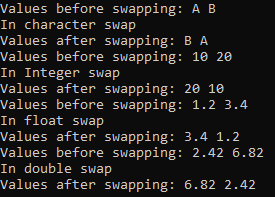 Values before swapping: A B
In character swap
Values after swapping: B A
Values before swapping: 10 20
In Integer swap
Values after swapping: 20 10
Values before swapping: 1.2 3.4
In float swap
Values after swapping: 3.4 1.2
Values before swapping: 2.42 6.82
In double swap
Values after swapping: 6.82 2.42